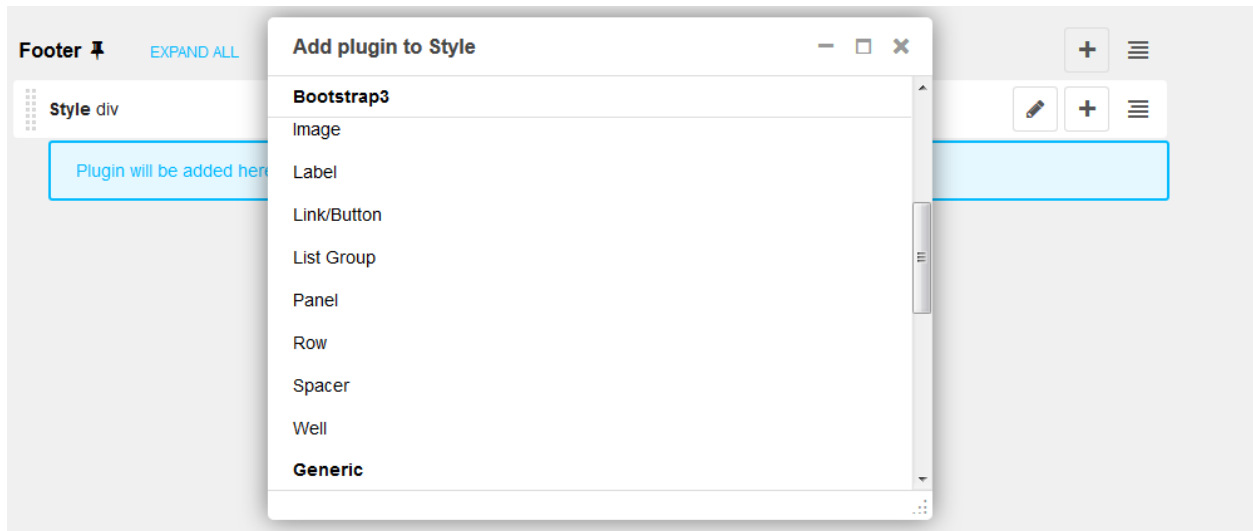 Footer EXPAND ALL
Style div
Plugin will be added here
Add plugin to Style
Bootstrap3
Image
Label
Link/Button
List Group
Panel
Row
Spacer
Well
Generic